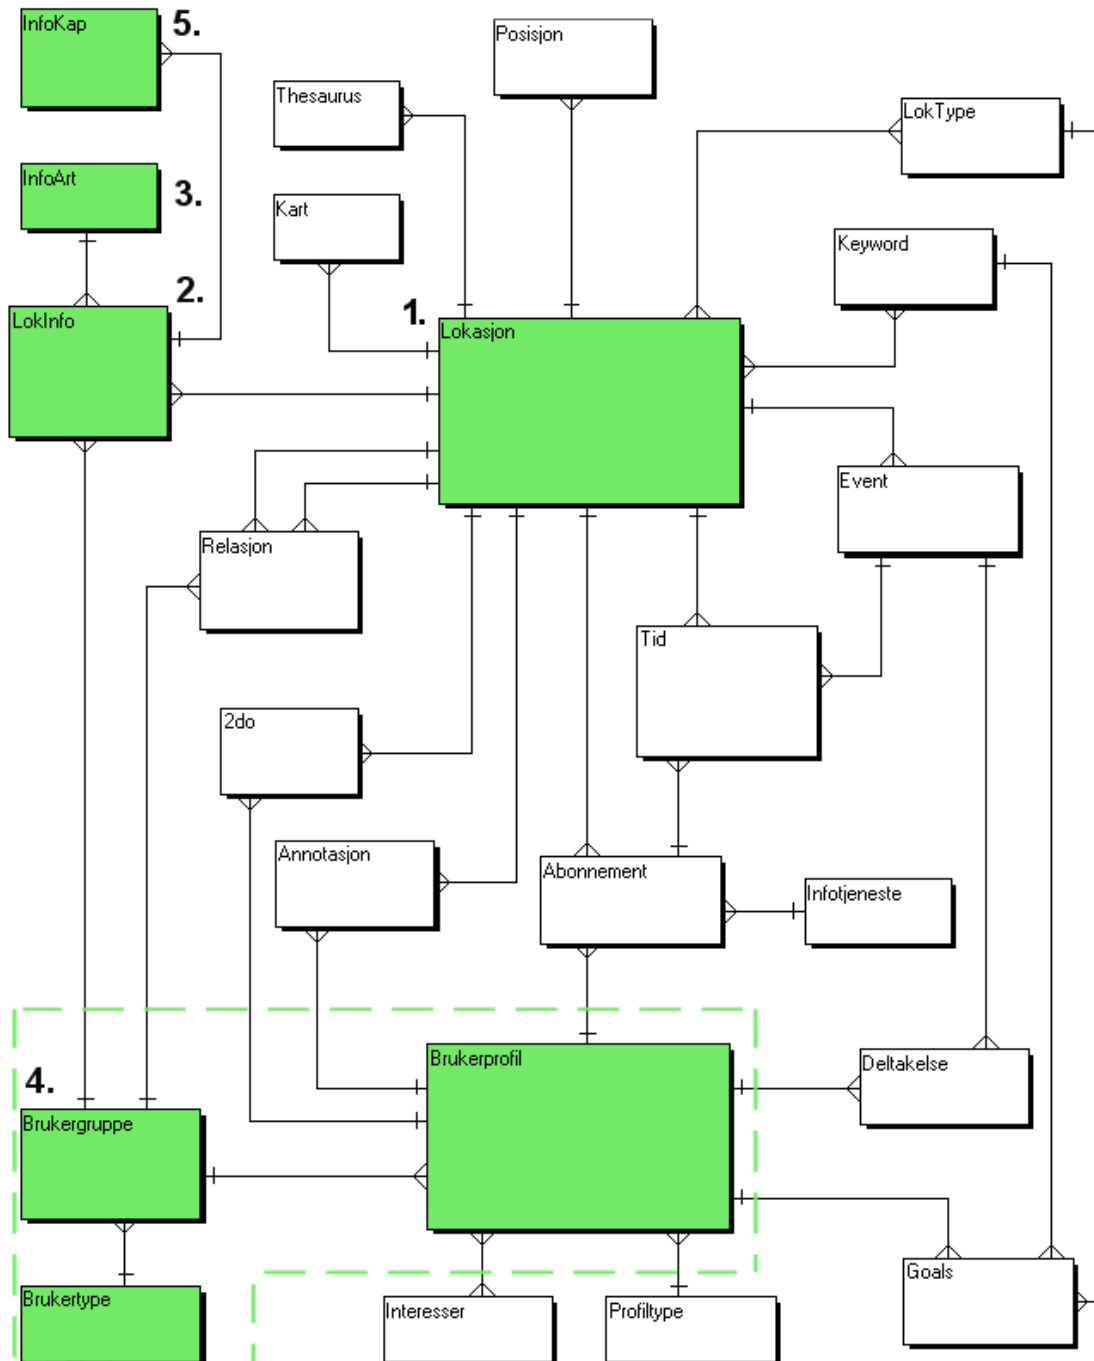 InfoKap
5.
Posisjon
Thesaurus
LokType
InfoArt
3.
Kart
Keyword
2.
LokInfo
1.
Lokasjon
Event
Relasjon
Tid
2do
Annotasjon
Abonnement
Infotjeneste
Brukerprofil
Deltakelse
4.
Brukergruppe
Goals
Brukertype
Interesser
Profiltype